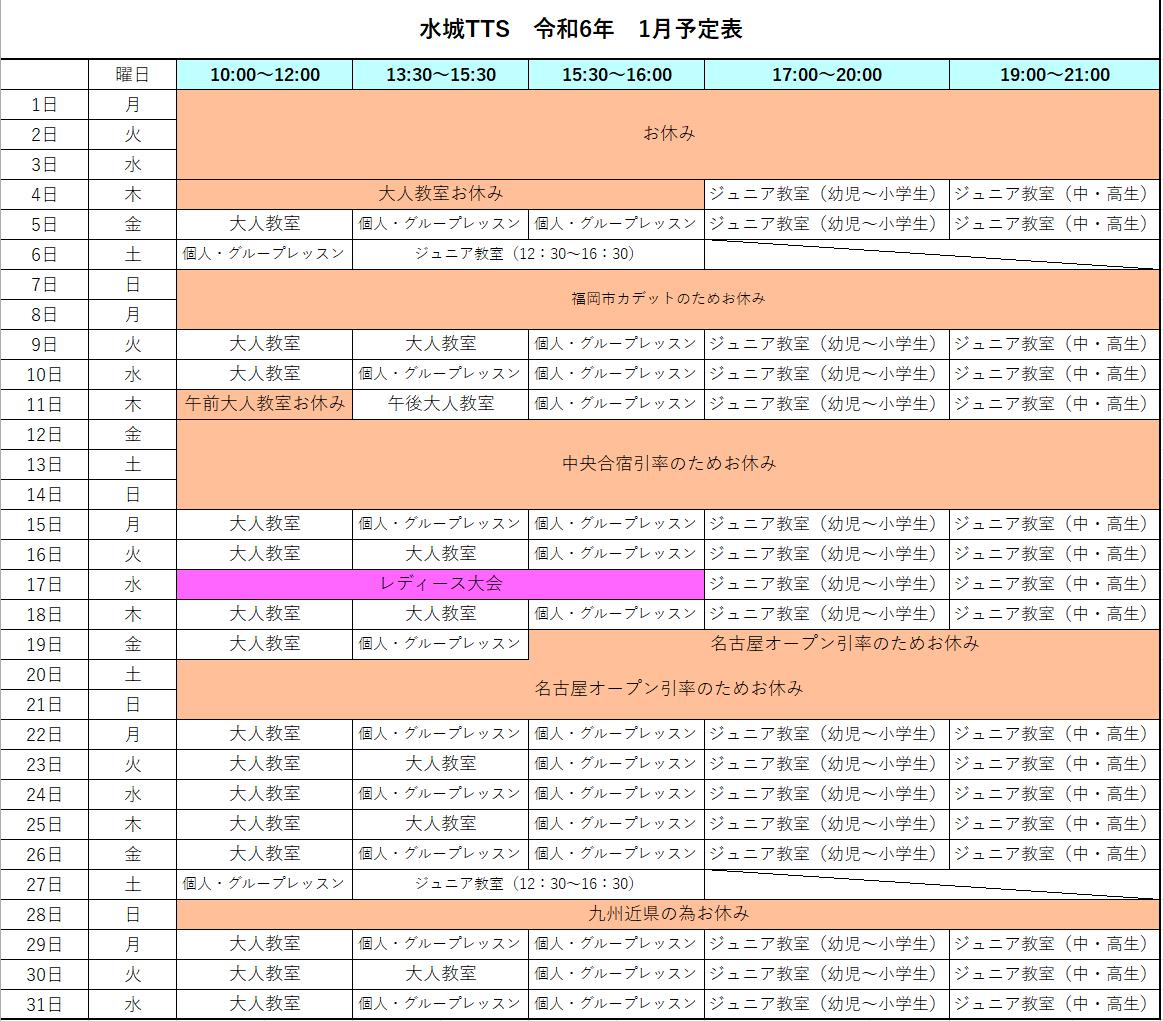 水城TTS　令和6年　1月予定表
曜日 10:00～12:00 13:30～15:30 15:30～16:00 17:00～20:00 19:00～21:00
1日 月
2日 火 お休み
3日 水
4日 木 大人教室お休み ジュニア教室（幼児～小学生） ジュニア教室（中・高生）
5日 金 大人教室 個人・グループレッスン 個人・グループレッスン ジュニア教室（幼児～小学生） ジュニア教室（中・高生）
6日 土 個人・グループレッスン ジュニア教室（12：30～16：30）
7日 日 福岡市カデットのためお休み
8日 月
9日 火 大人教室 大人教室 個人・グループレッスン ジュニア教室（幼児～小学生） ジュニア教室（中・高生）
10日 水 大人教室 個人・グループレッスン 個人・グループレッスン ジュニア教室（幼児～小学生） ジュニア教室（中・高生）
11日 木 午前大人教室お休み 午後大人教室 個人・グループレッスン ジュニア教室（幼児～小学生） ジュニア教室（中・高生）
12日 金
13日 土 中央合宿引率のためお休み
14日 日
15日 月 大人教室 個人・グループレッスン 個人・グループレッスン ジュニア教室（幼児～小学生） ジュニア教室（中・高生）
16日 火 大人教室 大人教室 個人・グループレッスン ジュニア教室（幼児～小学生） ジュニア教室（中・高生）
17日 水 レディース大会 ジュニア教室（幼児～小学生） ジュニア教室（中・高生）
18日 木 大人教室 大人教室 個人・グループレッスン ジュニア教室（幼児～小学生） ジュニア教室（中・高生）
19日 金 大人教室 個人・グループレッスン 名古屋オープン引率のためお休み
20日 土 名古屋オープン引率のためお休み
21日 日
22日 月 大人教室 個人・グループレッスン 個人・グループレッスン ジュニア教室（幼児～小学生） ジュニア教室（中・高生）
23日 火 大人教室 大人教室 個人・グループレッスン ジュニア教室（幼児～小学生） ジュニア教室（中・高生）
24日 水 大人教室 個人・グループレッスン 個人・グループレッスン ジュニア教室（幼児～小学生） ジュニア教室（中・高生）
25日 木 大人教室 大人教室 個人・グループレッスン ジュニア教室（幼児～小学生） ジュニア教室（中・高生）
26日 金 大人教室 個人・グループレッスン 個人・グループレッスン ジュニア教室（幼児～小学生） ジュニア教室（中・高生）
27日 土 個人・グループレッスン ジュニア教室（12：30～16：30）
28日 日 九州近県の為お休み
29日 月 大人教室 個人・グループレッスン 個人・グループレッスン ジュニア教室（幼児～小学生） ジュニア教室（中・高生）
30日 火 大人教室 大人教室 個人・グループレッスン ジュニア教室（幼児～小学生） ジュニア教室（中・高生）
31日 水 大人教室 個人・グループレッスン 個人・グループレッスン ジュニア教室（幼児～小学生） ジュニア教室（中・高生）